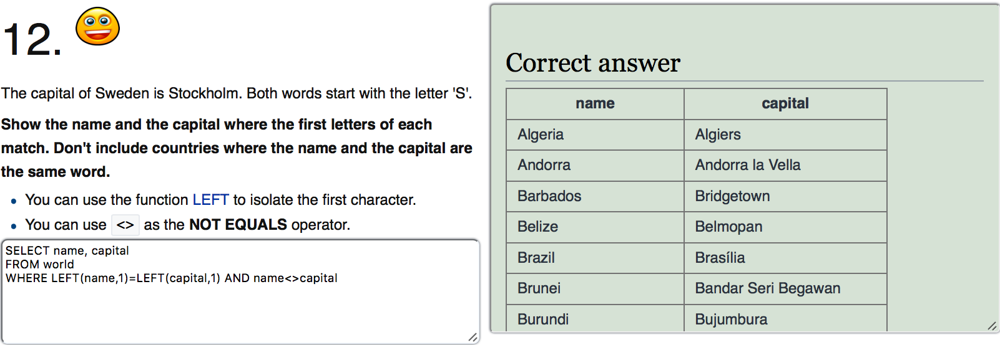 12.
The capital of Sweden is Stockholm. Both words start with the letter 'S'.
Show the name and the capital where the first letters of each
match. Don't include countries where the name and the capital are
the same word.
• You can use the function LEFT to isolate the first character.
• You can use <> as the NOT EQUALS operator.
SELECT name, capital
FROM world
WHERE LEFT(name,1)=LEFT(capital,1) AND name<>capital
Correct answer
name capital
Algeria Algiers
Andorra Andorra la Vella
Barbados Bridgetown
Belize Belmopan
Brazil Brasília
Brunei Bandar Seri Begawan
Burundi Bujumbura